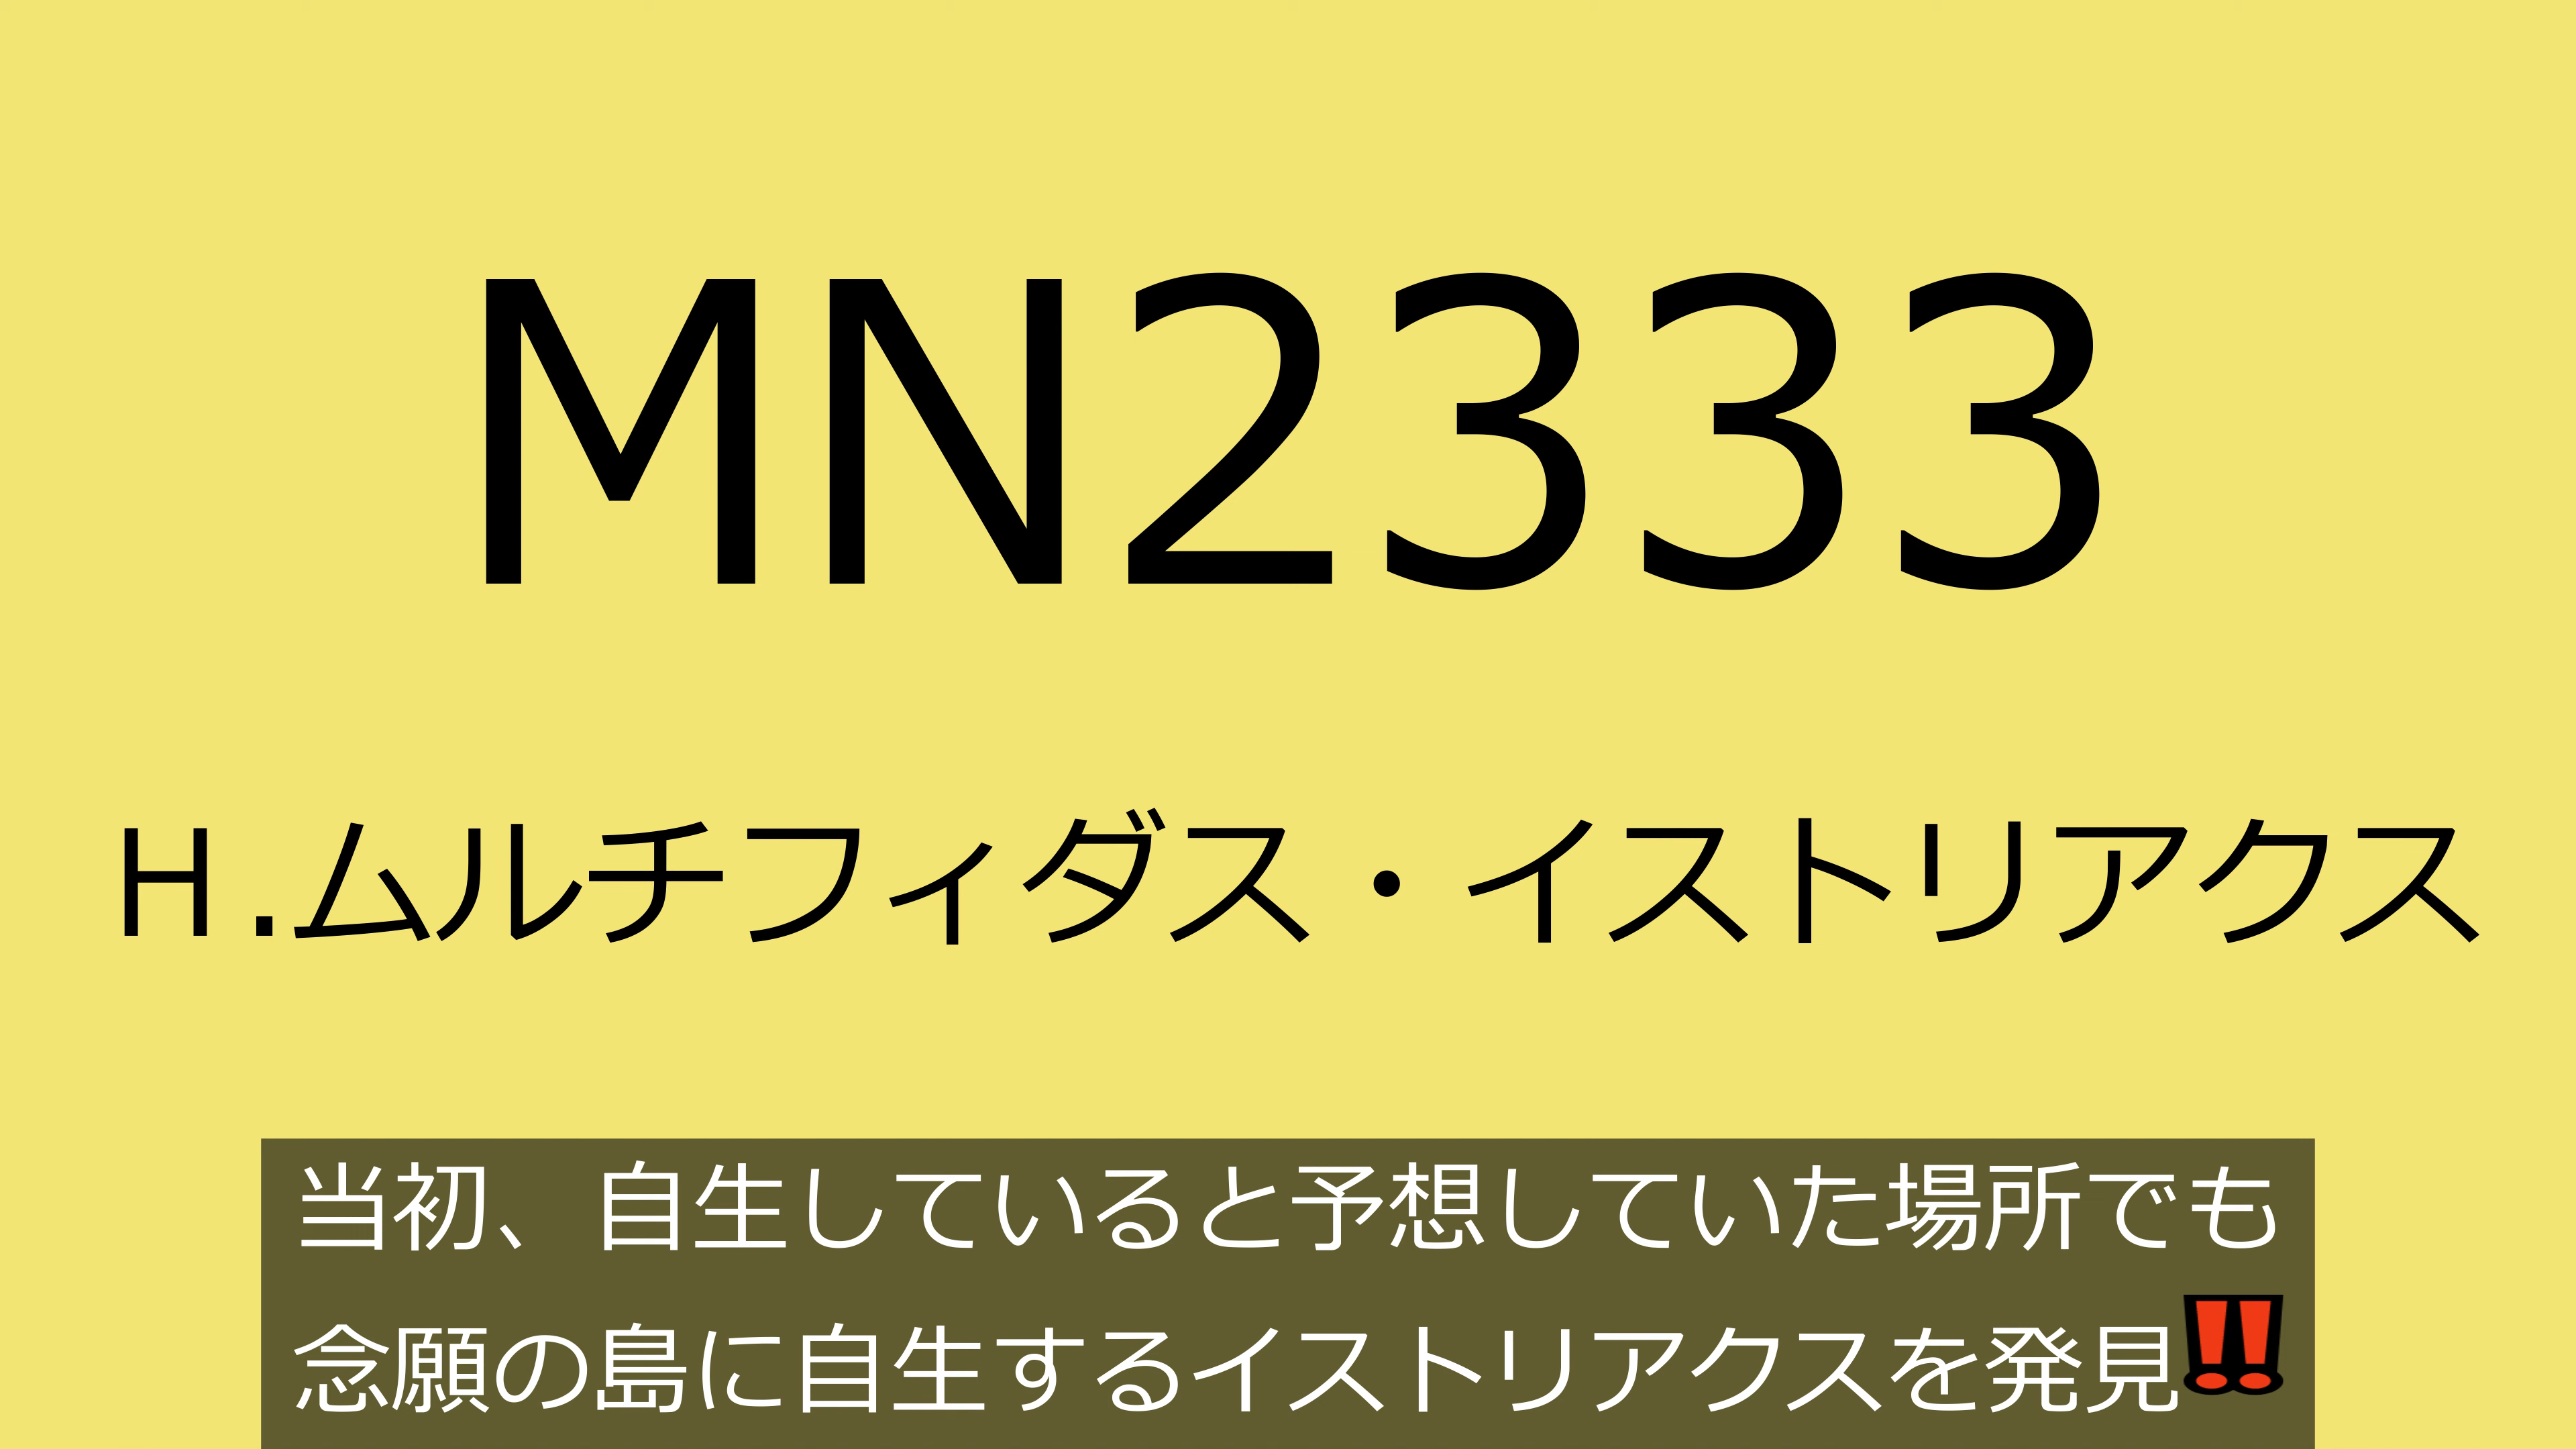 MN2333
H.ムルチフィダス・イストリアクス
当初、自生していると予想していた場所でも
念願の島に自生するイストリアクスを発見‼